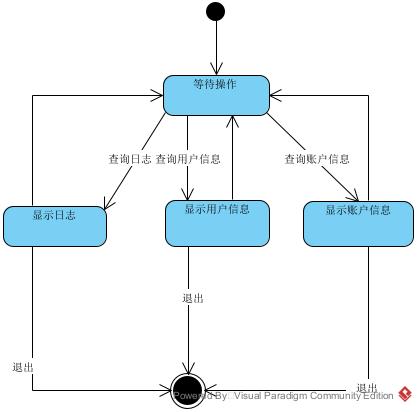 等待操作
查询日志
查询用户信息
查询账户信息
显示日志
显示用户信息
显示账户信息
退出
退出
退出
Powered By Visual Paradigm Community Edition